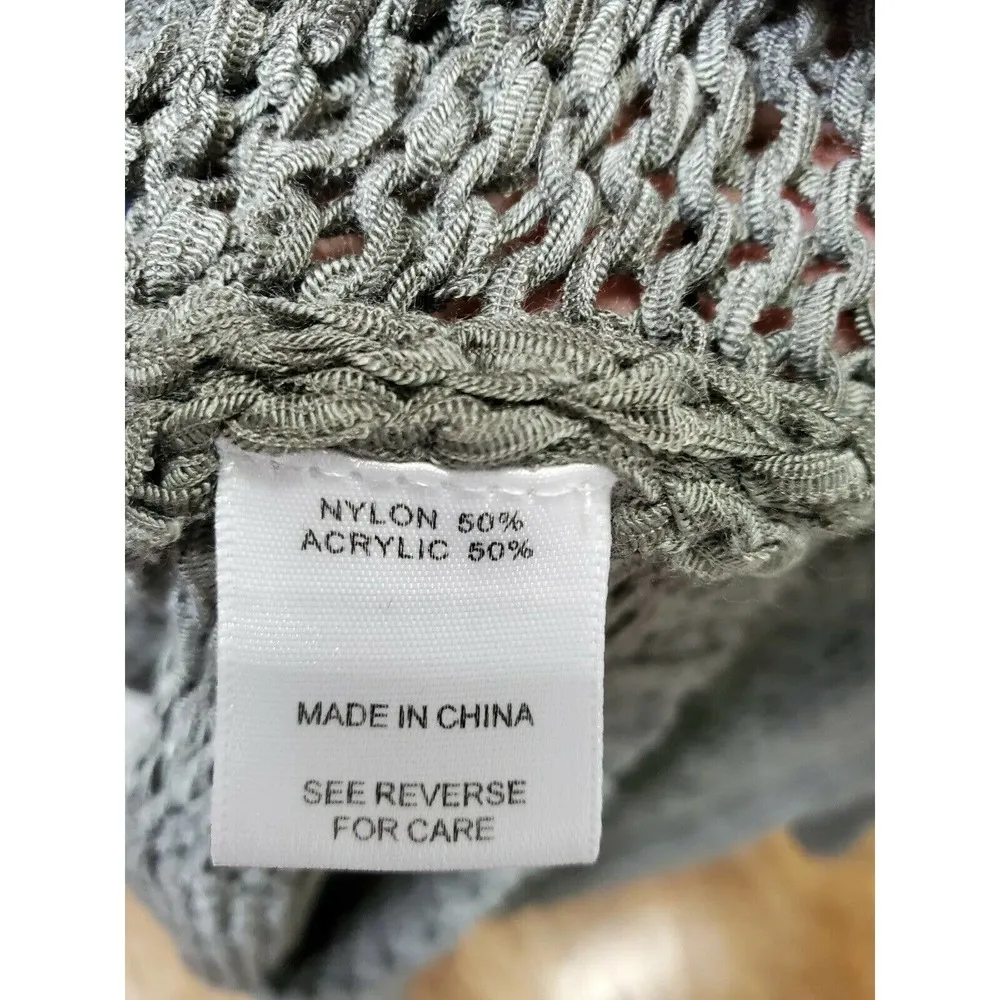 NYLON 50%
ACRYLIC 50%
MADE IN CHINA
SEE REVERSE
FOR CARE